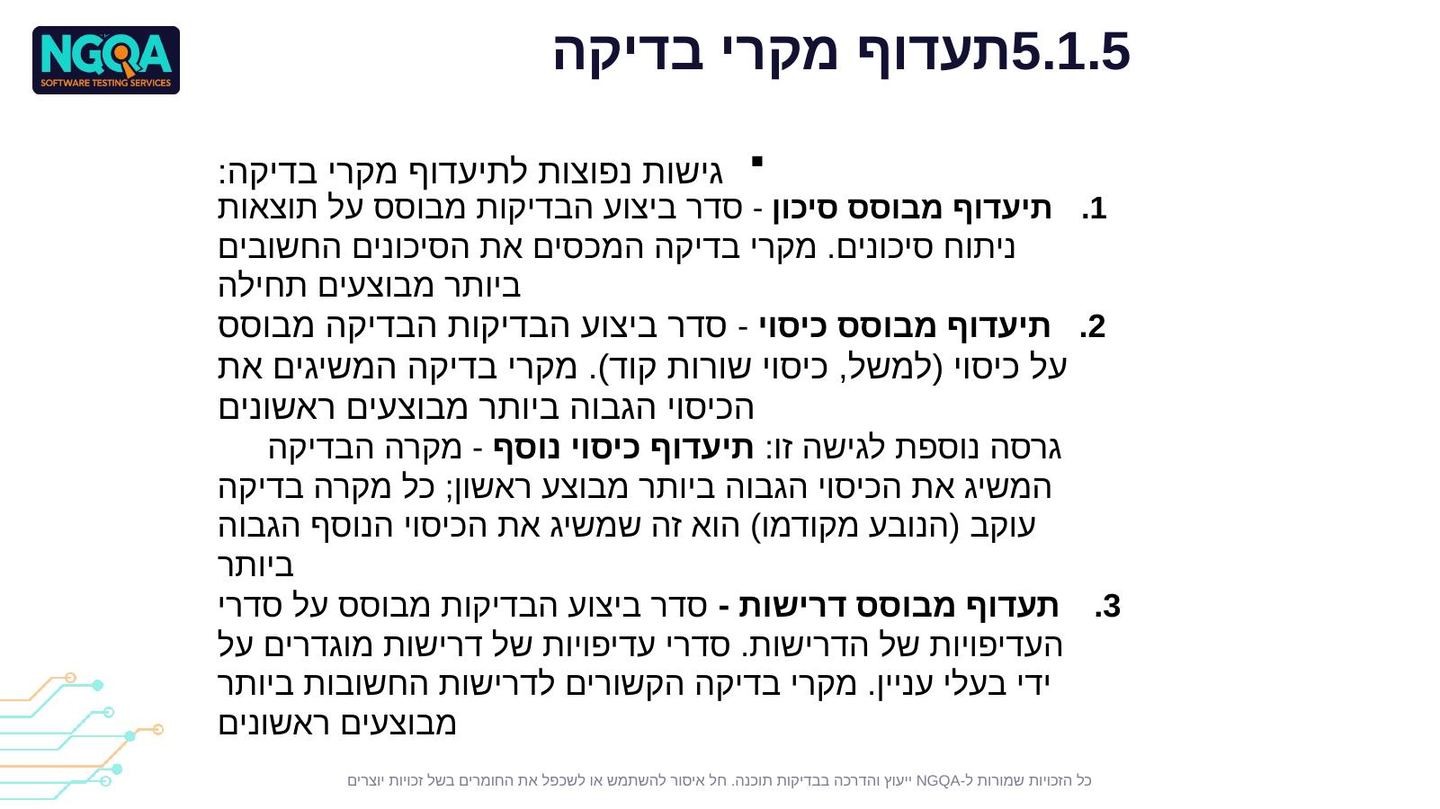 NGQA
SOFTWARE TESTING SERVICES
5.1.5תעדוף מקרי בדיקה
▪ גישות נפוצות לתיעדוף מקרי בדיקה:
1. תיעדוף מבוסס סיכון - סדר ביצוע הבדיקות מבוסס על תוצאות
ניתוח סיכונים. מקרי בדיקה המכסים את הסיכונים החשובים
ביותר מבוצעים תחילה
2. תיעדוף מבוסס כיסוי - סדר ביצוע הבדיקות הבדיקה מבוסס
על כיסוי (למשל, כיסוי שורות קוד). מקרי בדיקה המשיגים את
הכיסוי הגבוה ביותר מבוצעים ראשונים
גרסה נוספת לגישה זו: תיעדוף כיסוי נוסף - מקרה הבדיקה
המשיג את הכיסוי הגבוה ביותר מבוצע ראשון; כל מקרה בדיקה
עוקב (הנובע מקודמו) הוא זה שמשיג את הכיסוי הנוסף הגבוה
ביותר
3. תעדוף מבוסס דרישות - סדר ביצוע הבדיקות מבוסס על סדרי
העדיפויות של הדרישות. סדרי עדיפויות של דרישות מוגדרים על
ידי בעלי עניין. מקרי בדיקה הקשורים לדרישות החשובות ביותר
מבוצעים ראשונים
כל הזכויות שמורות ל-NGQA ייעוץ והדרכה בבדיקות תוכנה. חל איסור להשתמש או לשכפל את החומרים בשל זכויות יוצרים